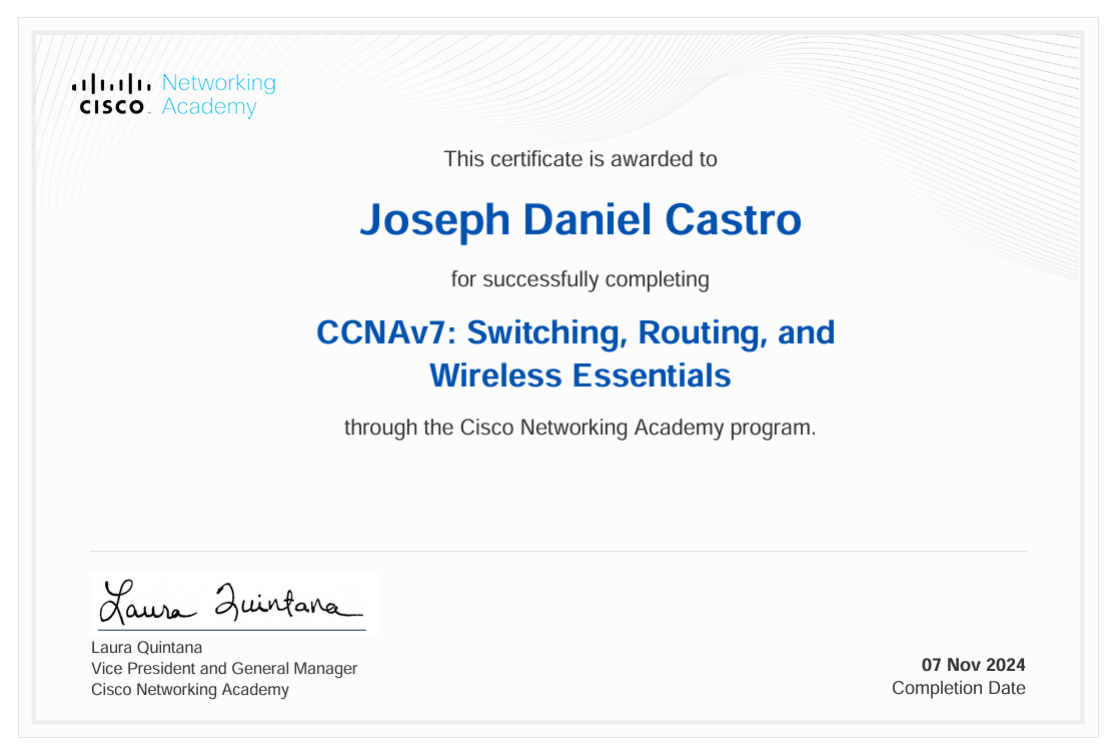 Networking
CISCO Academy
This certificate is awarded to
Joseph Daniel Castro
for successfully completing
CCNAv7: Switching, Routing, and
Wireless Essentials
through the Cisco Networking Academy program.
Laura Quintana
Laura Quintana
Vice President and General Manager
Cisco Networking Academy
07 Nov 2024
Completion Date